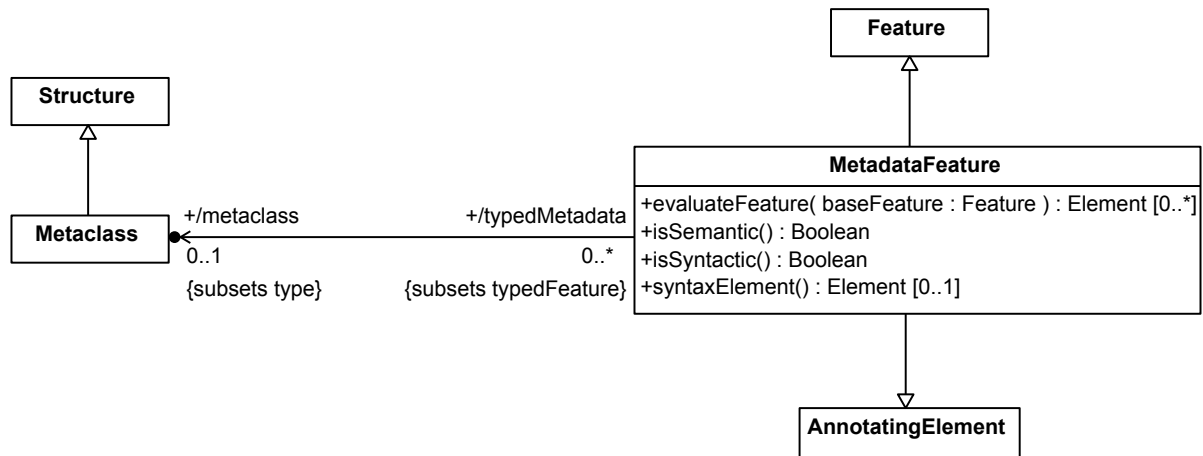 Feature
Structure
MetadataFeature
+evaluateFeature( baseFeature : Feature ) : Element [0..*]
+isSemantic() : Boolean
+isSyntactic() : Boolean
+syntaxElement() : Element [0..1]
Metaclass
+/metaclass
+/typedMetadata
0..1
0..*
{subsets type}
{subsets typedFeature}
AnnotatingElement